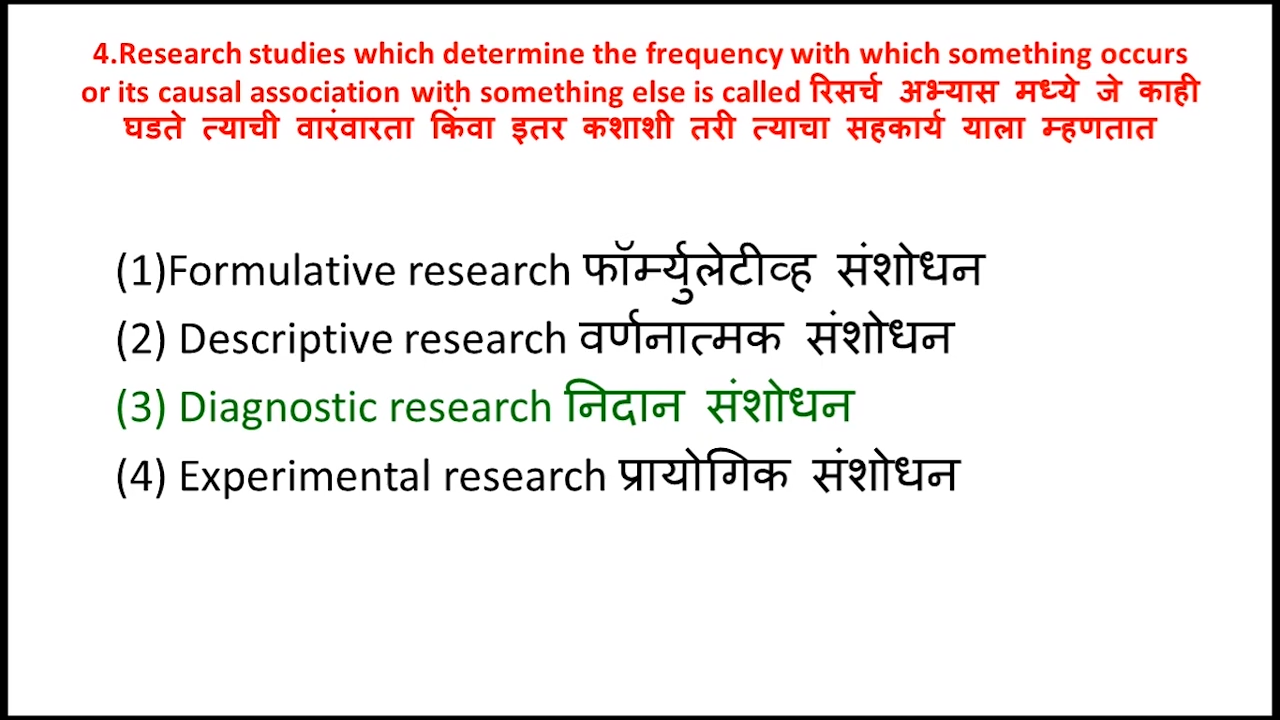 4.Research studies which determine the frequency with which something occurs
or its causal association with something else is called रिसर्च अभ्यास मध्ये जे काही
घडते त्याची वारंवारता किंवा इतर कशाशी तरी त्याचा सहकार्य याला म्हणतात
(1)Formulative research फॉर्म्युलेटीव्ह संशोधन
(2) Descriptive research वर्णनात्मक संशोधन
(3) Diagnostic research निदान संशोधन
(4) Experimental research प्रायोगिक संशोधन